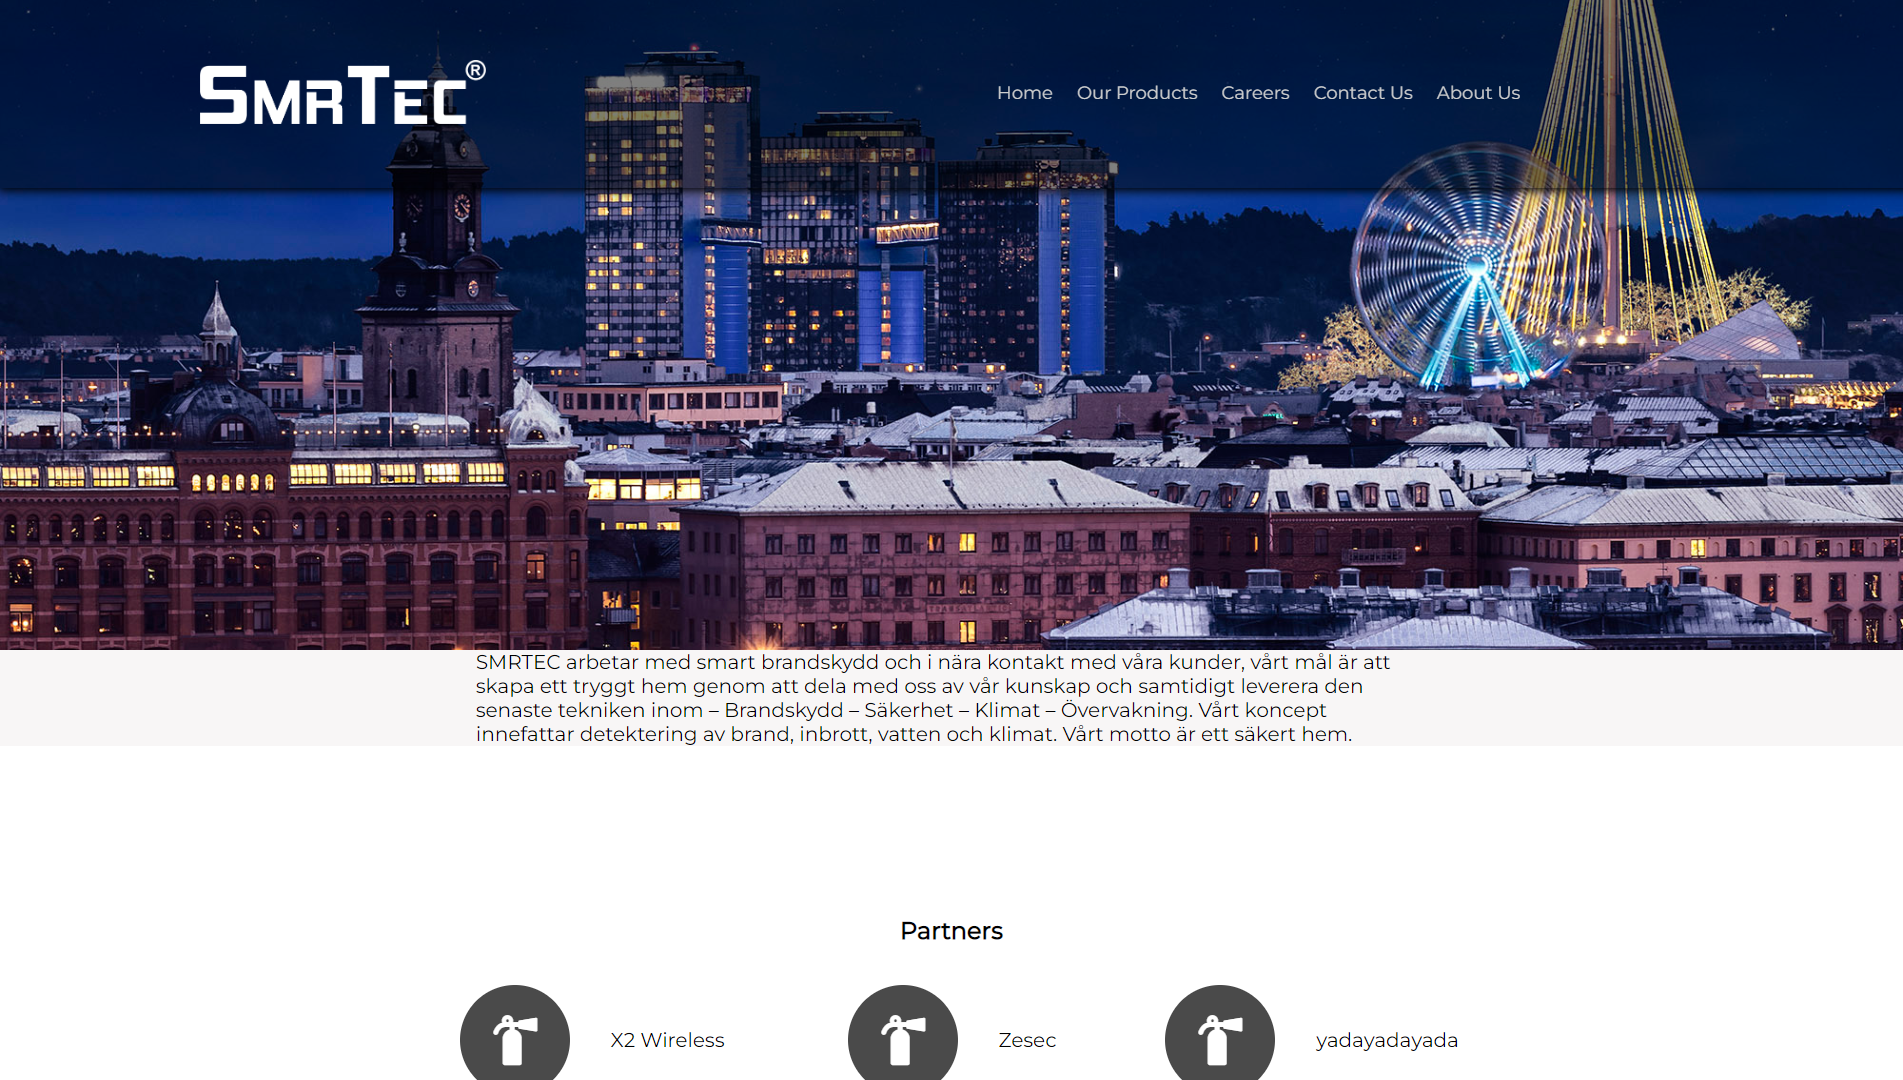 SMRTEC®
Home Our Products Careers Contact Us About Us
SMRTEC arbetar med smart brandskydd och i nära kontakt med våra kunder, vårt mål är att
skapa ett tryggt hem genom att dela med oss av vår kunskap och samtidigt leverera den
senaste tekniken inom – Brandskydd – Säkerhet – Klimat – Övervakning. Vårt koncept
innefattar detektering av brand, inbrott, vatten och klimat. Vårt motto är ett säkert hem.
Partners
X2 Wireless
Zesec
yadayadayada